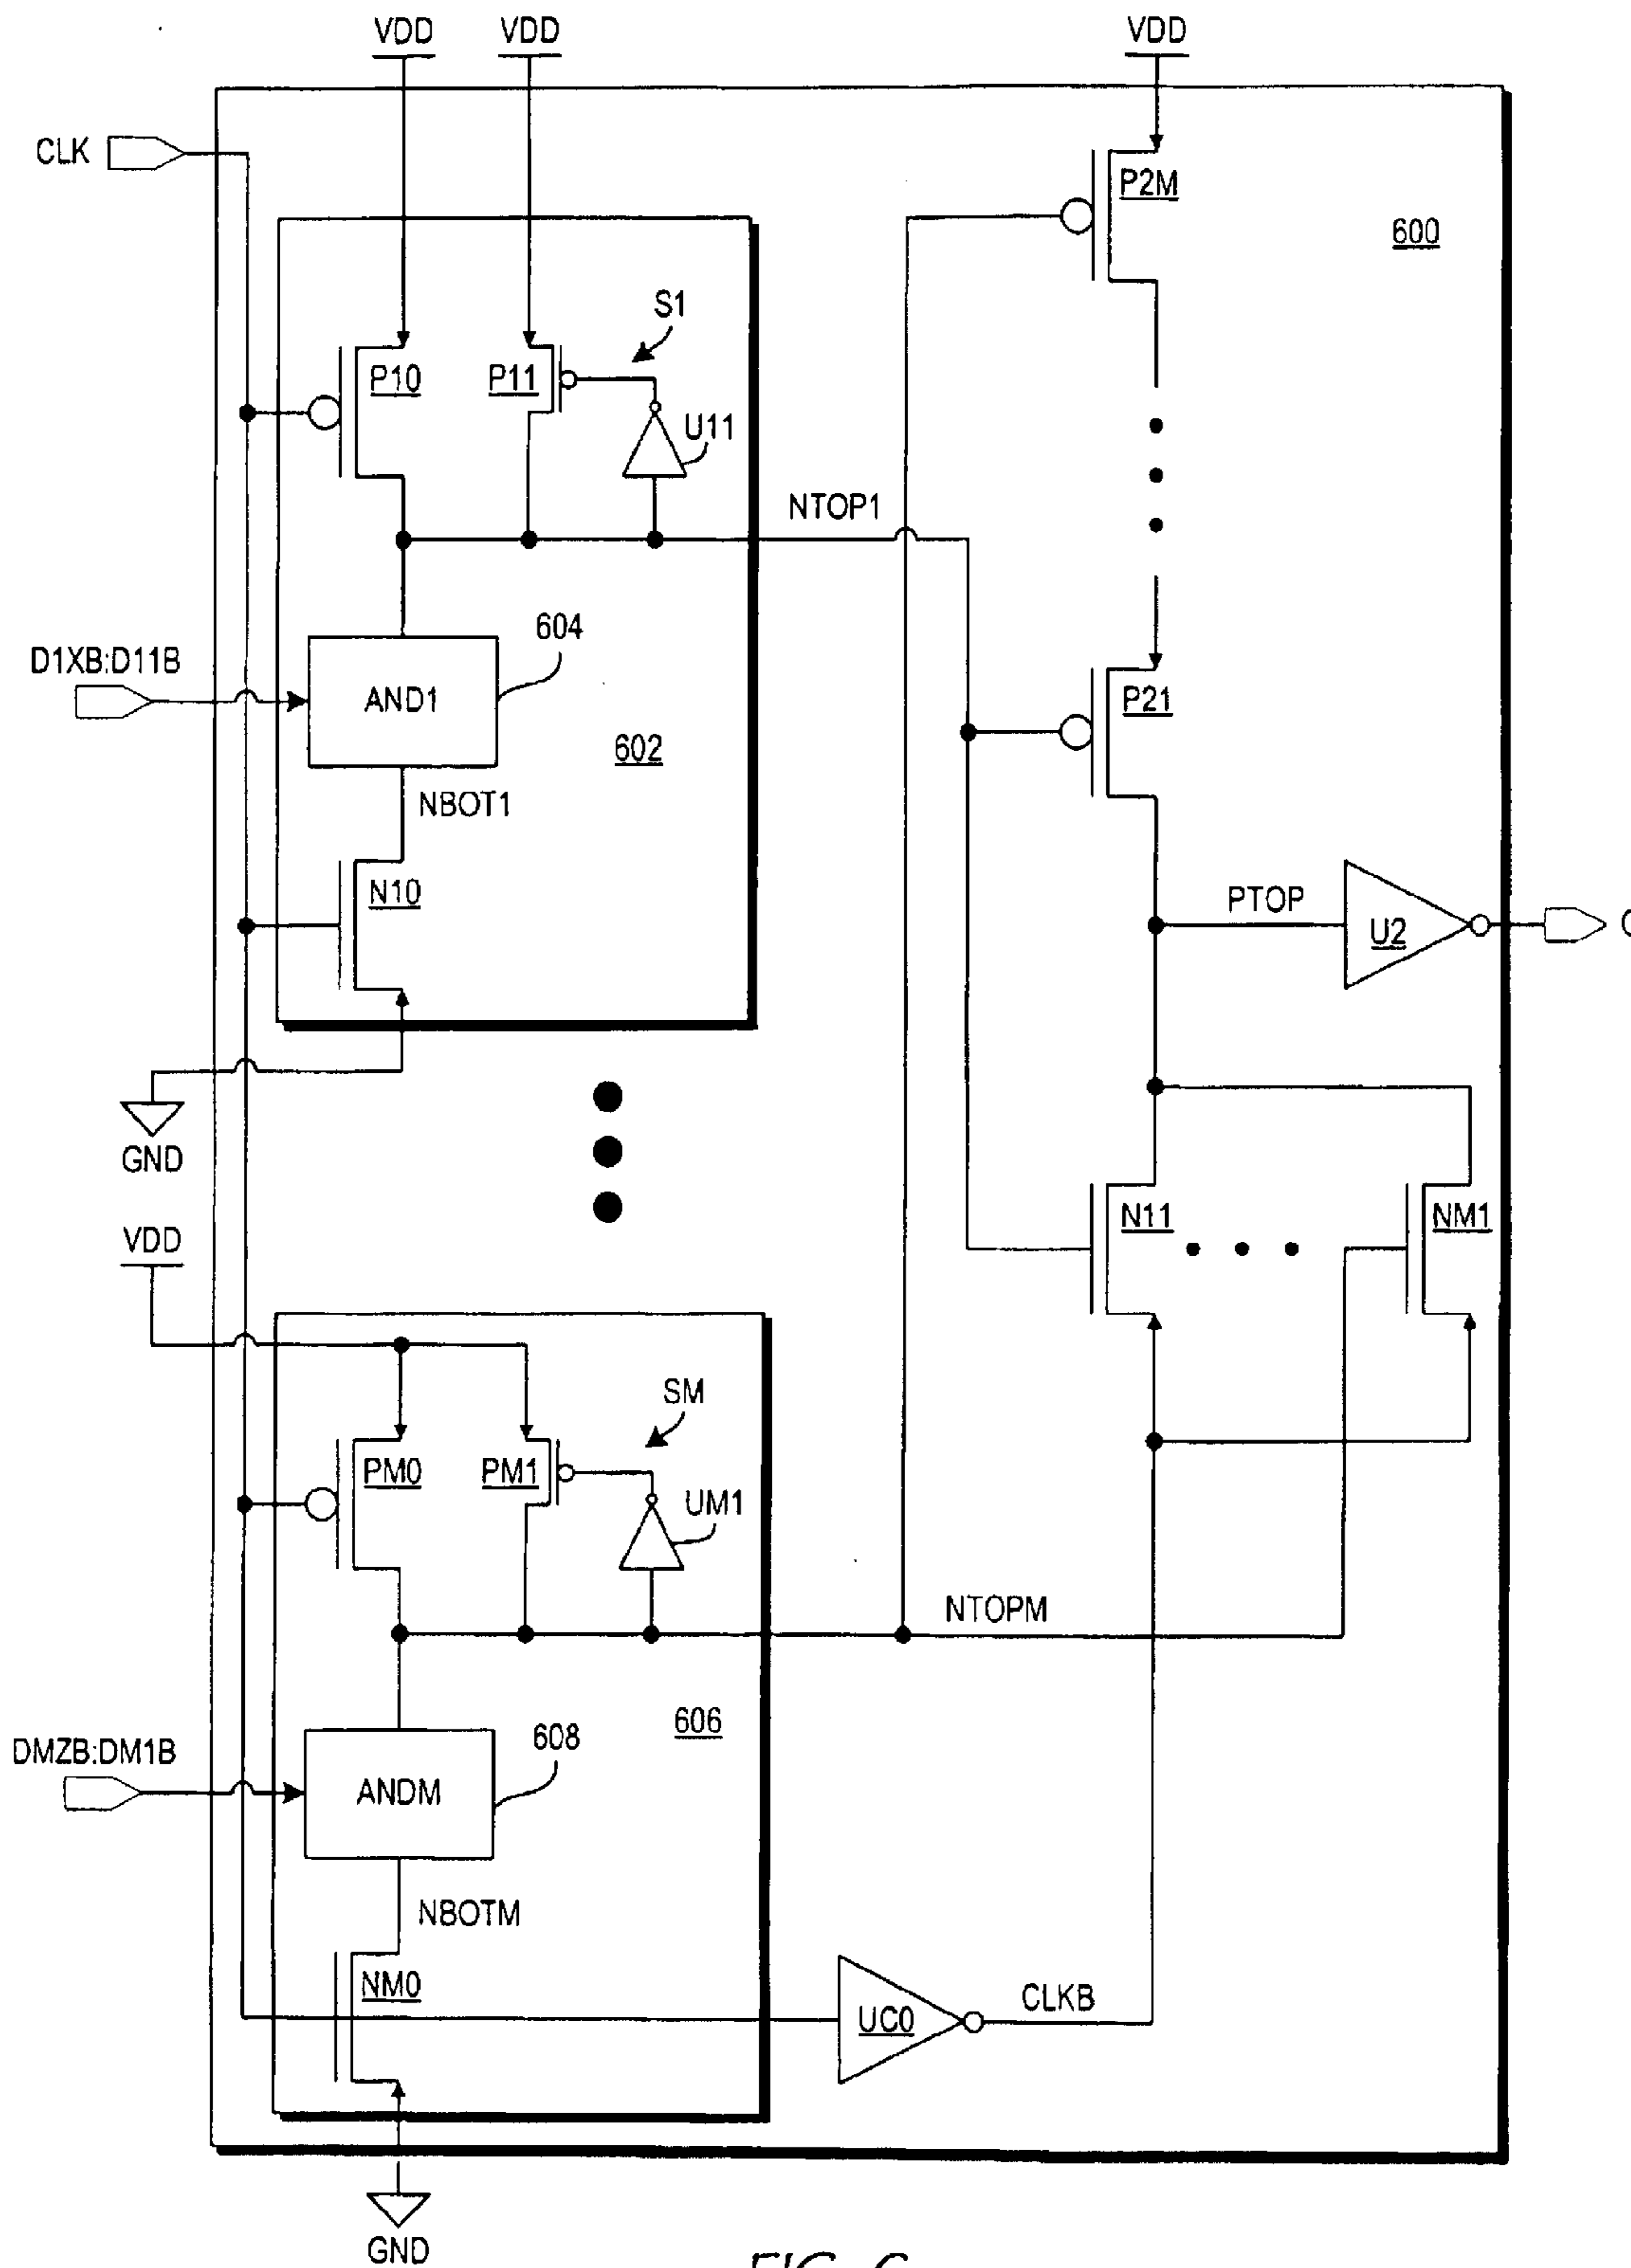 VDD
VDD
VDD
CLK
P2M
600
S1
P10
P11
U11
NTOP1
604
D1XB:D11B
AND1
P21
602
NBOT1
N10
PTOP
U2
GND
N11
NM1
VDD
SM
PM0
PM1
UM1
NTOPM
606
608
DMZB:DM1B
ANDM
NBOTM
NM0
CLKB
UC0
GND